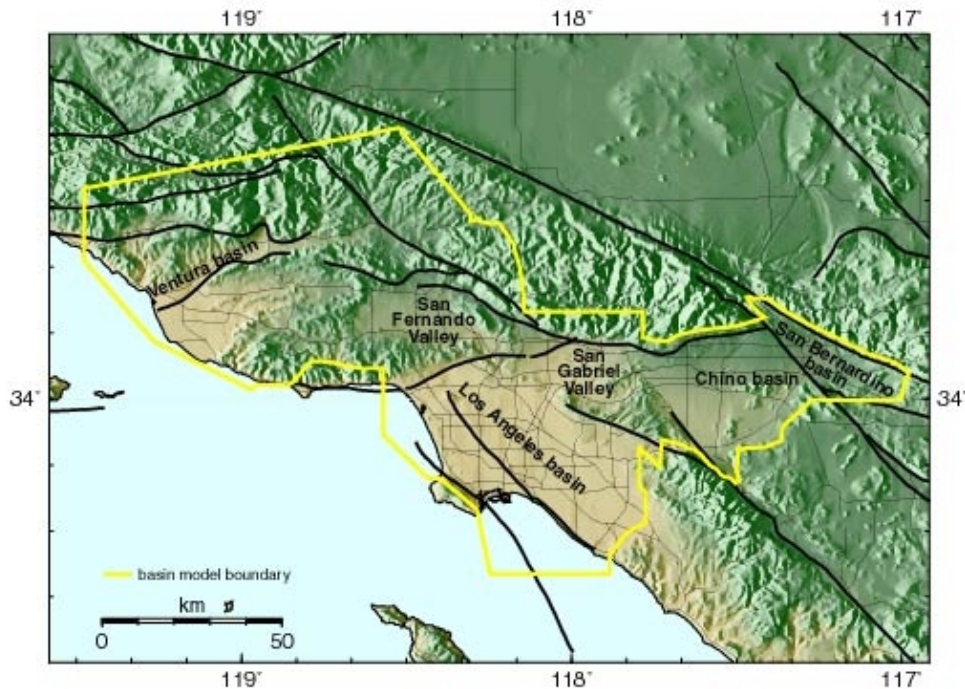 119˚
118˚
117˚
Ventura basin
San
Fernando
Valley
San
Gabriel
Valley
San Bernardino
basin
Chino basin
34˚
34˚
Los Angeles basin
basin model boundary
km
0
50
119˚
118˚
117˚